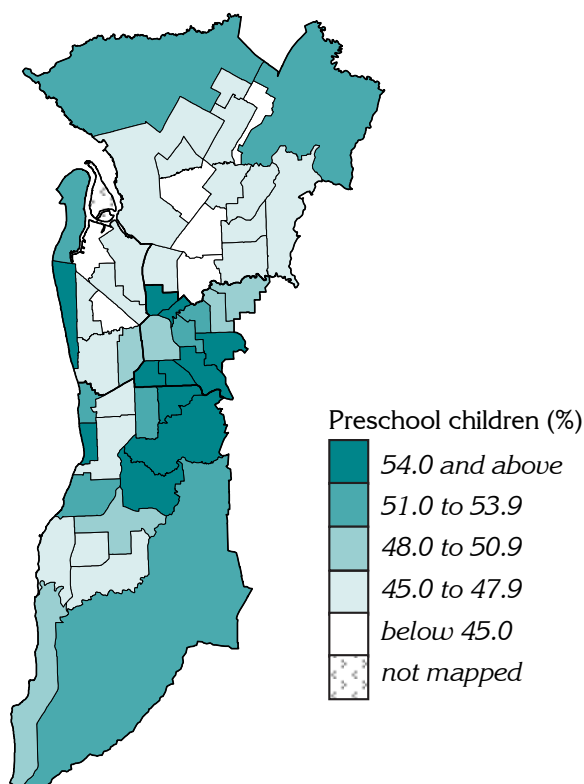 Preschool children (%)
54.0 and above
51.0 to 53.9
48.0 to 50.9
45.0 to 47.9
below 45.0
not mapped